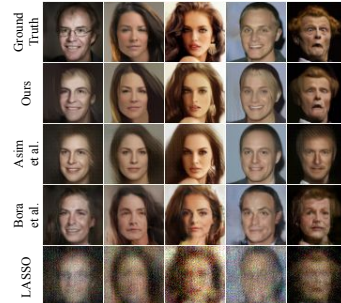 Ground
Truth
Ours
Asim
et al.
Bora
et al.
LASSO